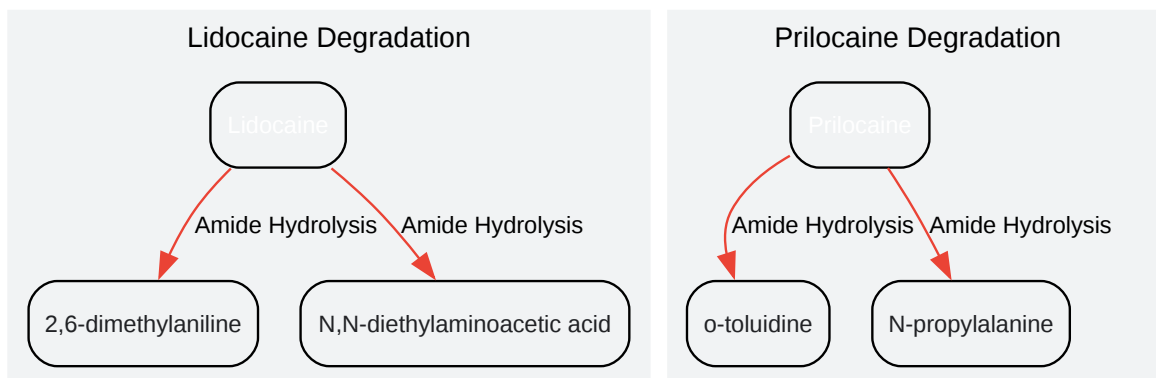 Lidocaine Degradation
Lidocaine
Amide Hydrolysis
Amide Hydrolysis
2,6-dimethylaniline
N,N-diethylaminoacetic acid
Prilocaine Degradation
Prilocaine
Amide Hydrolysis
Amide Hydrolysis
o-toluidine
N-propylalanine